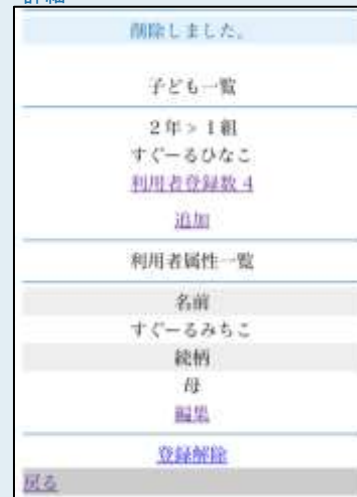 削除しました。
子ども一覧
2年> 1組
すぐーるひなこ
利用者登録数 4
追加
利用者属性一覧
名前
すぐーるみちこ
続柄
母
編集
登録解除
戻る